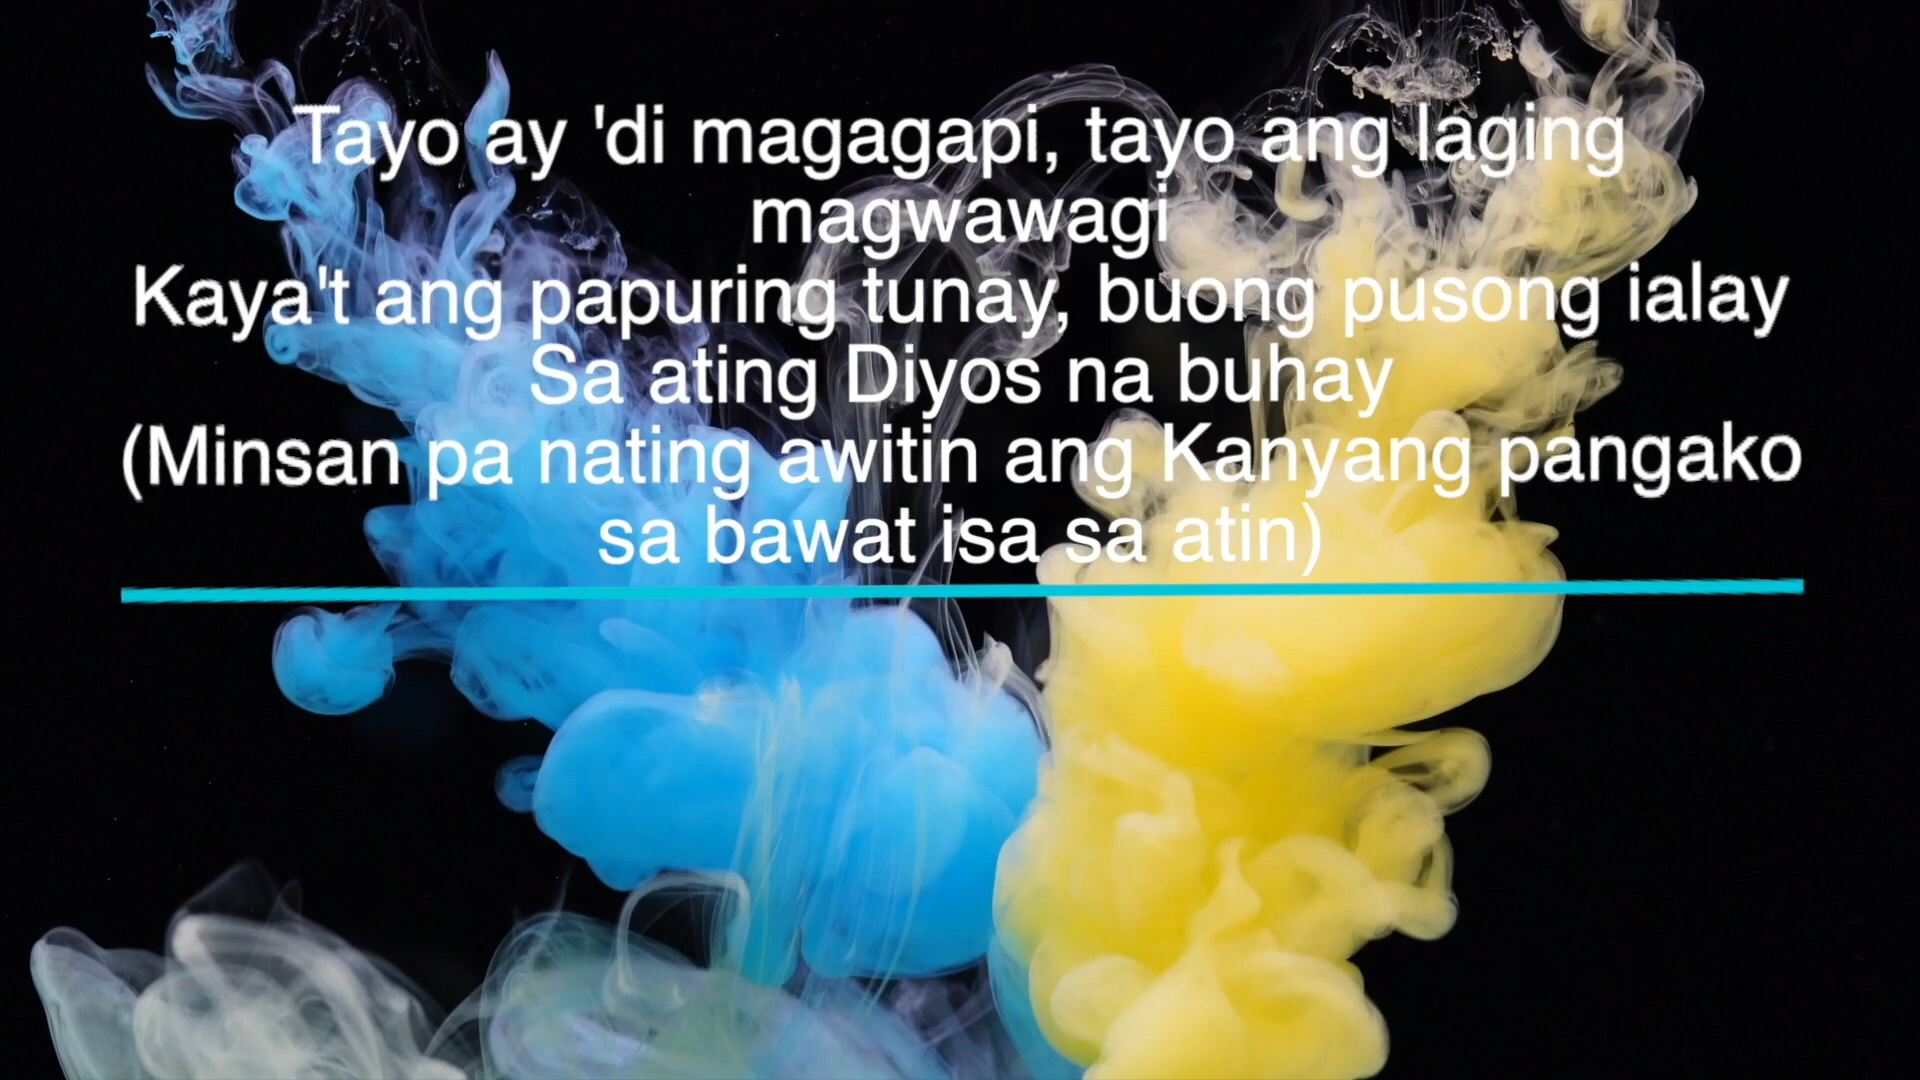 Tayo ay 'di magagapi, tayo ang laging
magwawagi
Kaya't ang papuring tunay, buong pusong ialay
Sa ating Diyos na buhay
(Minsan pa nating awitin ang Kanyang pangako
sa bawat isa sa atin)